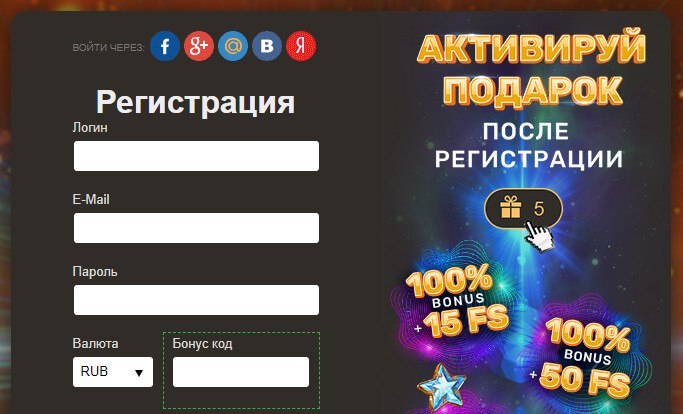 ВОЙТИ ЧЕРЕЗ: f g+ @ B Я
Регистрация
Логин
E-Mail
Пароль
Валюта
RUB
Бонус код
АКТИВИРУЙ
ПОДАРОК
ПОСЛЕ
РЕГИСТРАЦИИ
5
100%
BONUS
+15 FS
100%
BONUS
+50 FS